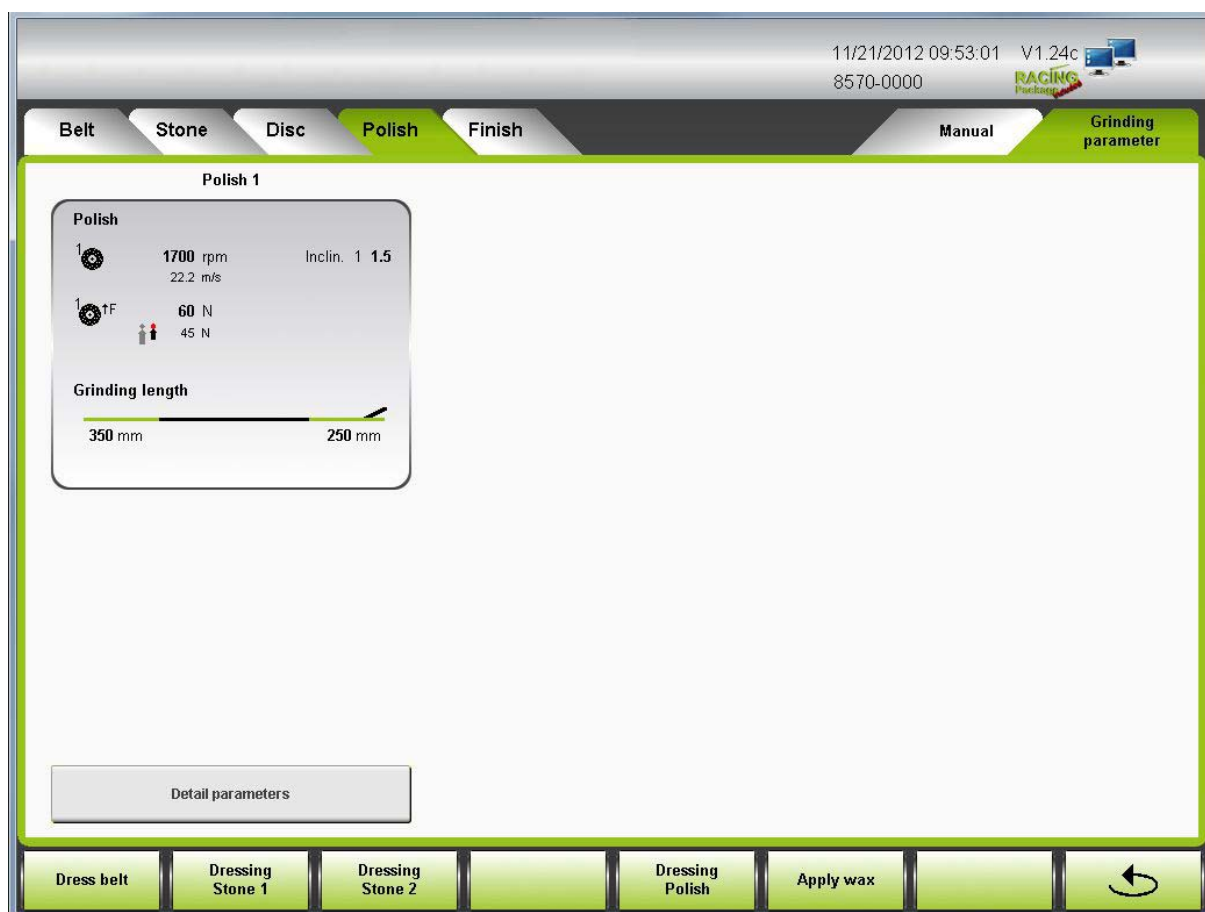 11/21/2012 09:53:01 V1.24c
8570-0000
RACING
Package
Belt Stone Disc Polish Finish Manual Grinding
parameter
Polish 1
Polish
1 1700 rpm Inclin. 1 1.5
22.2 m/s
1 F 60 N
45 N
Grinding length
350 mm 250 mm
Detail parameters
Dress belt
Dressing
Stone 1
Dressing
Stone 2
Dressing
Polish
Apply wax